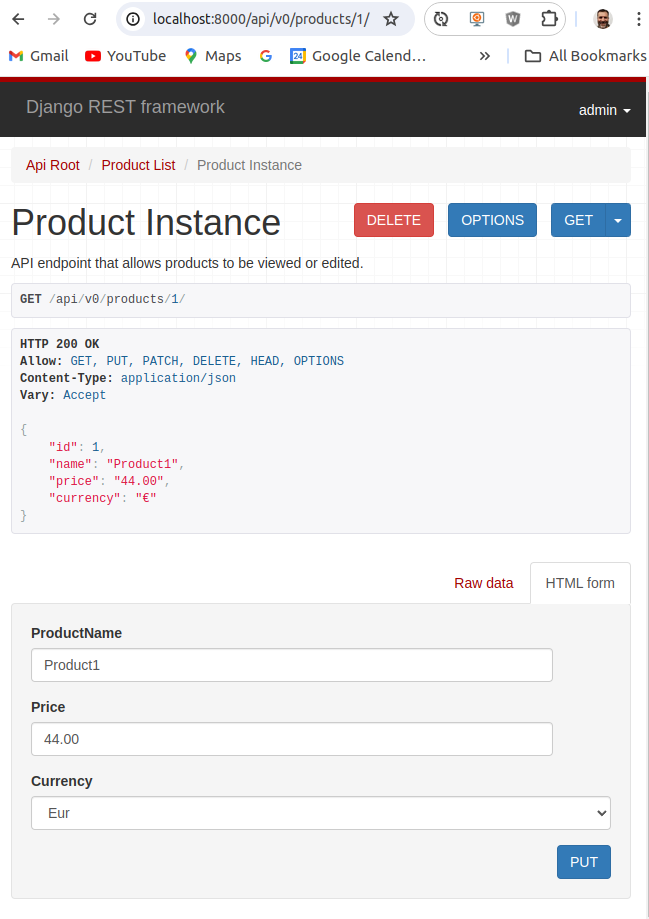 localhost:8000/api/v0/products/1/
Gmail YouTube Maps G 24 Google Calend… » All Bookmarks
Django REST framework admin
Api Root / Product List / Product Instance
Product Instance DELETE OPTIONS GET
API endpoint that allows products to be viewed or edited.
GET /api/v0/products/1/
HTTP 200 OK
Allow: GET, PUT, PATCH, DELETE, HEAD, OPTIONS
Content-Type: application/json
Vary: Accept
{
"id": 1,
"name": "Product1",
"price": "44.00",
"currency": "€"
}
Raw data HTML form
ProductName
Product1
Price
44.00
Currency
Eur
PUT